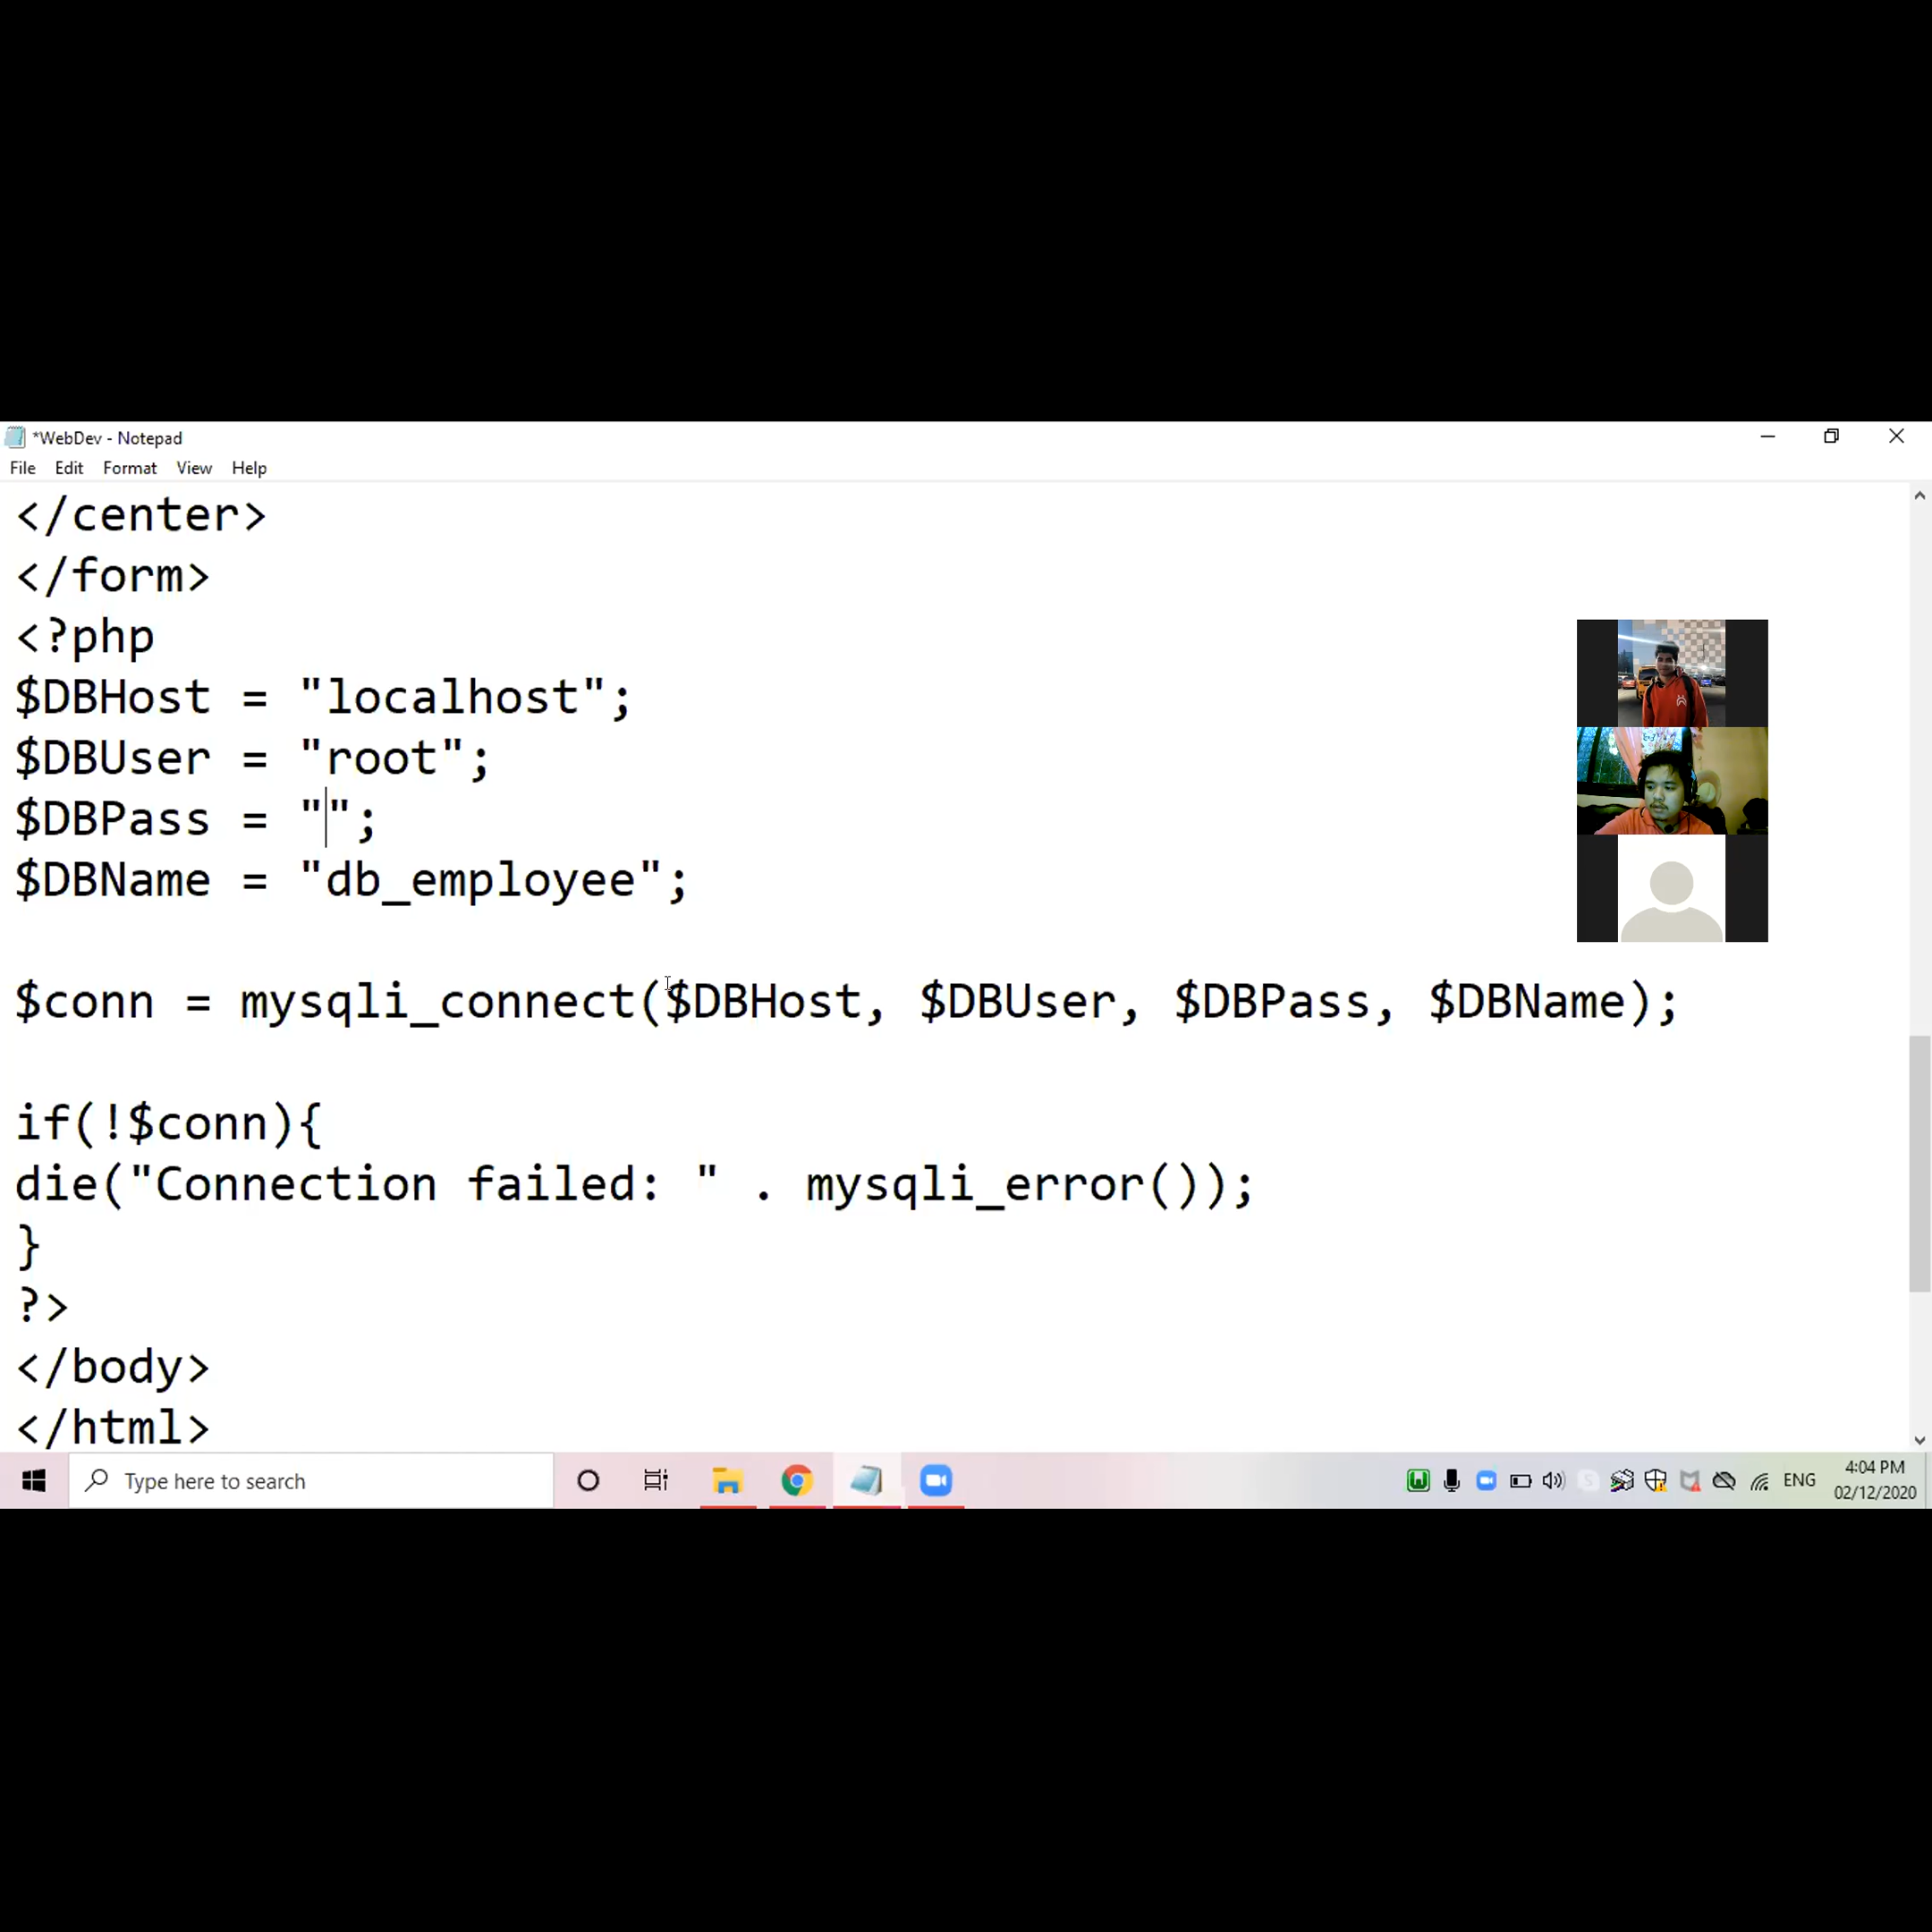 *WebDev - Notepad
File Edit Format View Help
</center>
</form>
<?php
$DBHost = "localhost";
$DBUser = "root";
$DBPass = "";
$DBName = "db_employee";
$conn = mysqli_connect($DBHost, $DBUser, $DBPass, $DBName);
if(!$conn){
die("Connection failed: " . mysqli_error());
}
?>
</body>
</html>
Type here to search
ENG
4:04 PM
02/12/2020